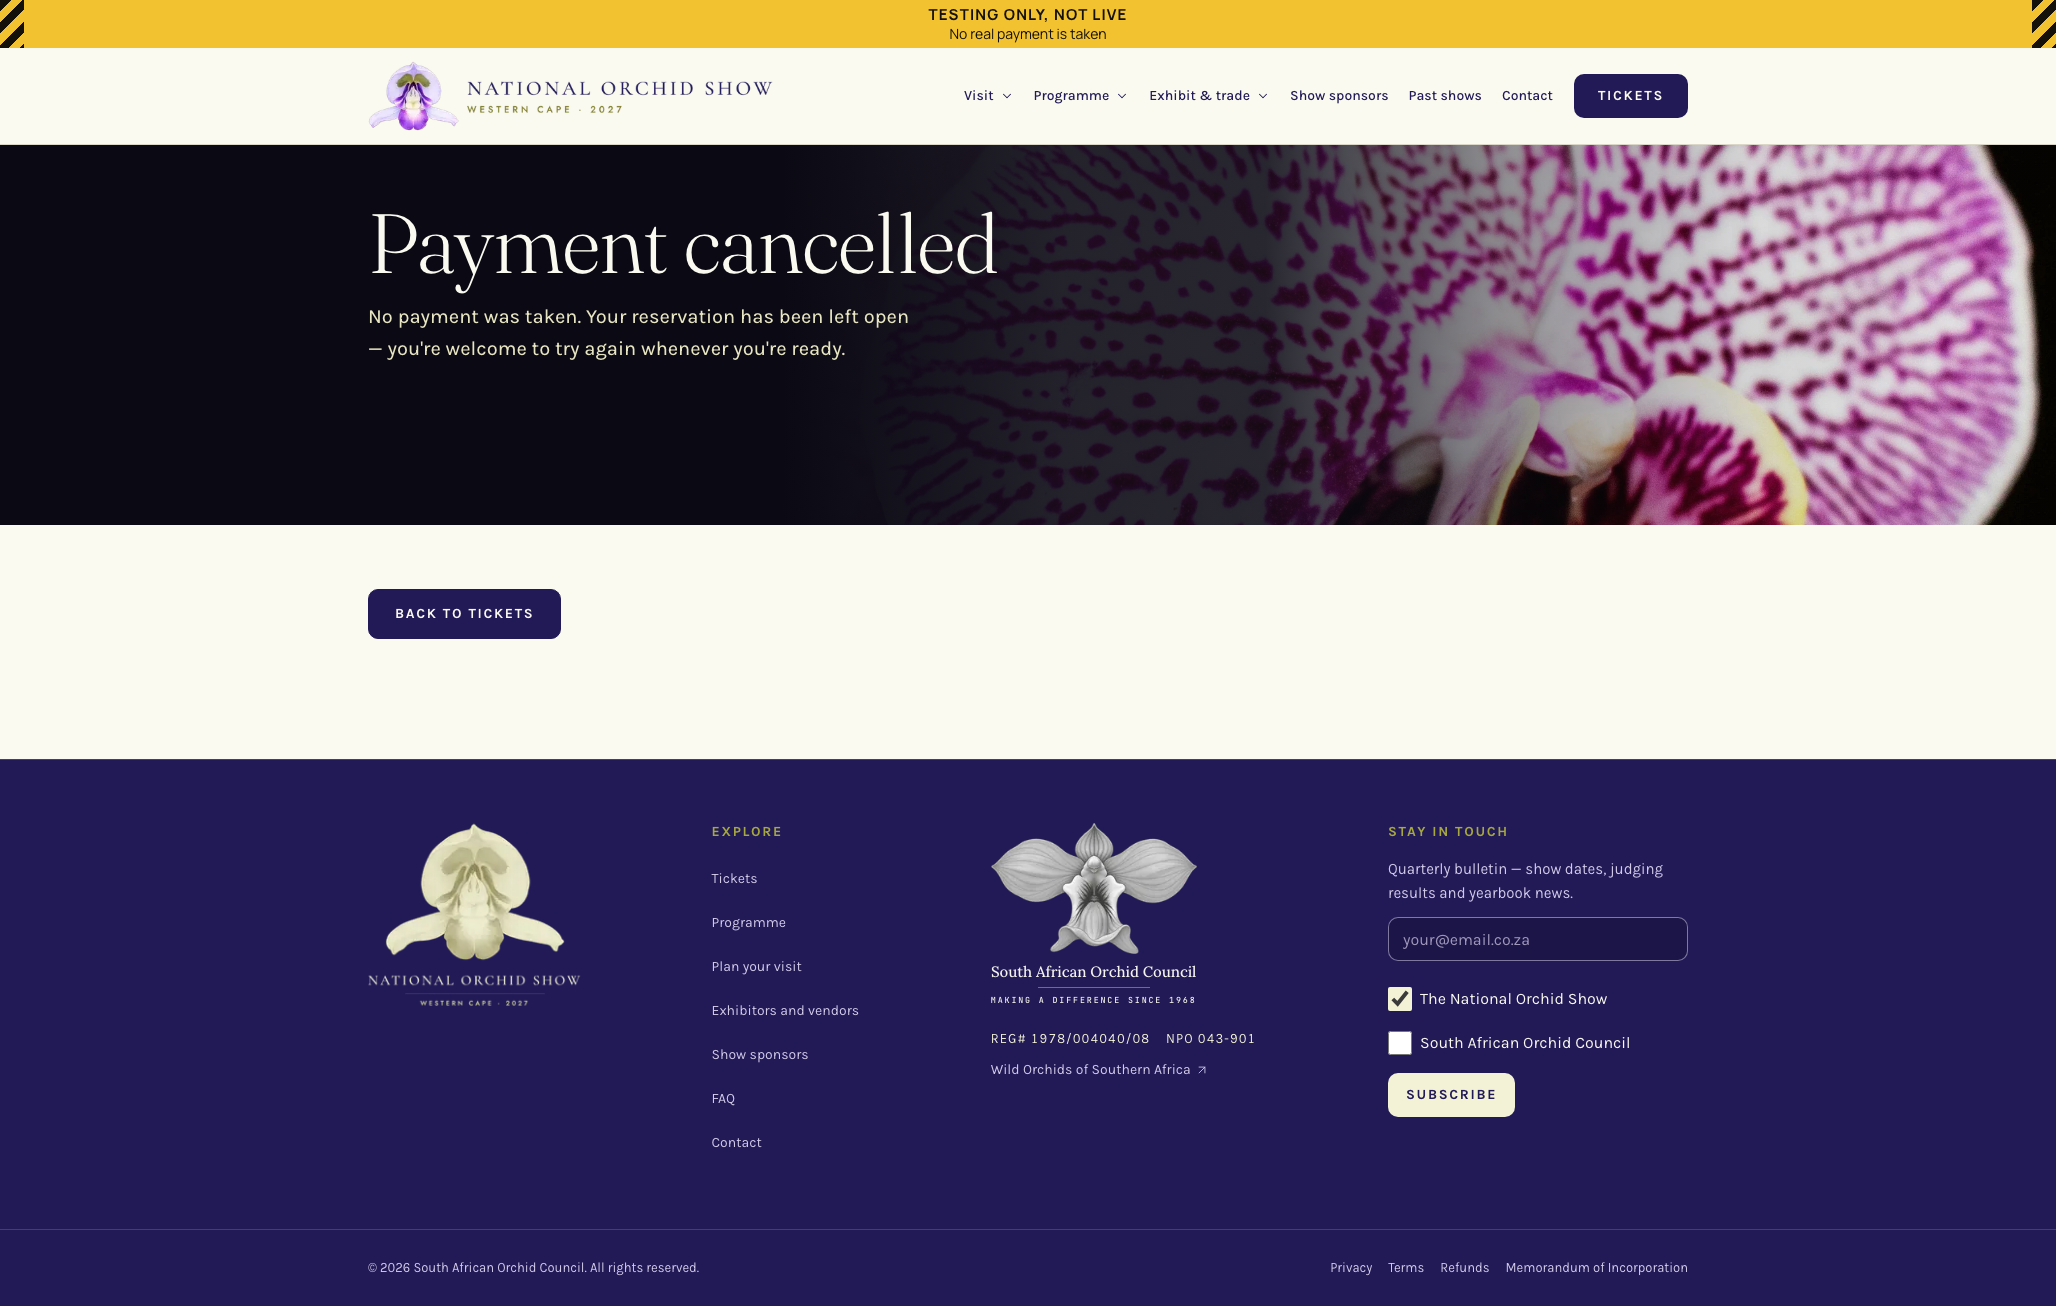 TESTING ONLY, NOT LIVE
No real payment is taken
NATIONAL ORCHID SHOW
WESTERN CAPE · 2027
Visit
Programme
Exhibit & trade
Show sponsors
Past shows
Contact
TICKETS
Payment cancelled
No payment was taken. Your reservation has been left open
— you're welcome to try again whenever you're ready.
BACK TO TICKETS
NATIONAL ORCHID SHOW
WESTERN CAPE · 2027
EXPLORE
Tickets
Programme
Plan your visit
Exhibitors and vendors
Show sponsors
FAQ
Contact
South African Orchid Council
MAKING A DIFFERENCE SINCE 1968
REG# 1978/004040/08 NPO 043-901
Wild Orchids of Southern Africa
STAY IN TOUCH
Quarterly bulletin — show dates, judging
results and yearbook news.
your@email.co.za
The National Orchid Show
South African Orchid Council
SUBSCRIBE
© 2026 South African Orchid Council. All rights reserved.
Privacy
Terms
Refunds
Memorandum of Incorporation